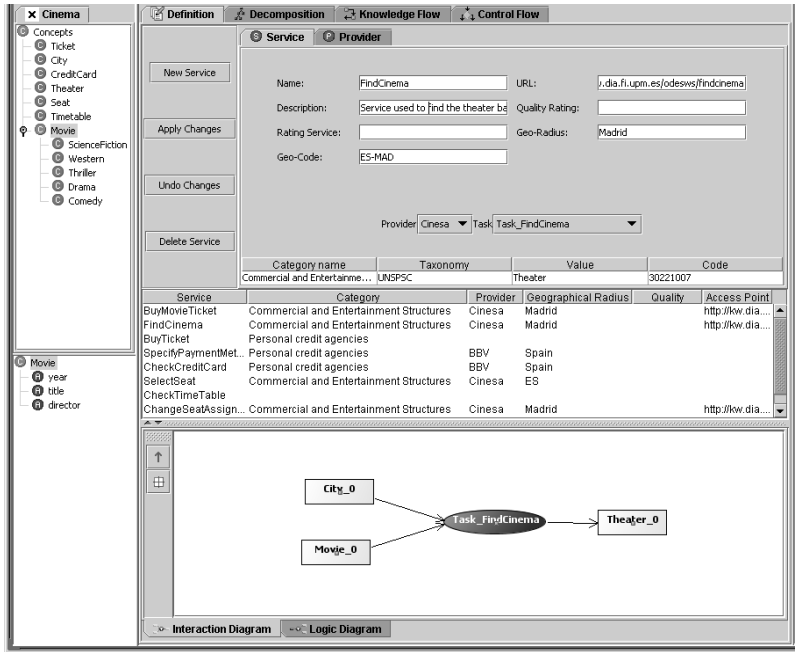 Cinema
Concepts
Ticket
City
CreditCard
Theater
Seat
Timetable
Movie
ScienceFiction
Western
Thriller
Drama
Comedy
Movie
year
title
director
Definition Decomposition Knowledge Flow Control Flow
Service Provider
New Service
Apply Changes
Undo Changes
Delete Service
Name: FindCinema URL: .dia.fi.upm.es/odesws/findcinema
Description: Service used to find the theater ba Quality Rating:
Rating Service: Geo-Radius: Madrid
Geo-Code: ES-MAD
Provider Cinesa Task Task_FindCinema
Category name Taxonomy Value Code
Commercial and Entertainme... UNSPSC Theater 30221007
Service Category Provider Geographical Radius Quality Access Point
BuyMovieTicket Commercial and Entertainment Structures Cinesa Madrid http://kw.dia....
FindCinema Commercial and Entertainment Structures Cinesa Madrid http://kw.dia....
BuyTicket Personal credit agencies
SpecifyPaymentMet... Personal credit agencies BBV Spain
CheckCreditCard Personal credit agencies BBV Spain
SelectSeat Commercial and Entertainment Structures Cinesa ES
CheckTimeTable
ChangeSeatAssign... Commercial and Entertainment Structures Cinesa Madrid http://kw.dia....
City_0
Task_FindCinema
Theater_0
Movie_0
Interaction Diagram Logic Diagram